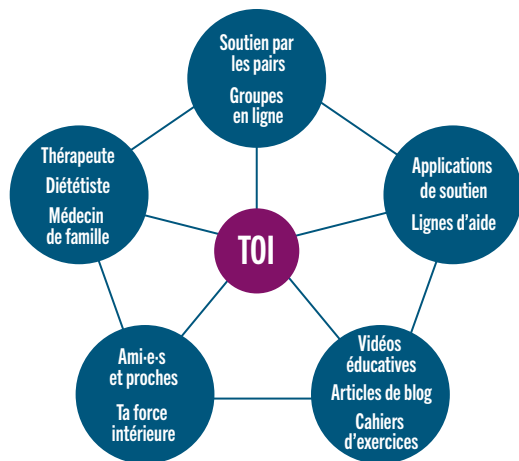 Soutien par
les pairs
Groupes
en ligne
Thérapeute
Diététiste
Médecin
de famille
Applications
de soutien
Lignes d'aide
TOI
Ami·e·s
et proches
Ta force
intérieure
Vidéos
éducatives
Articles de blog
Cahiers
d'exercices